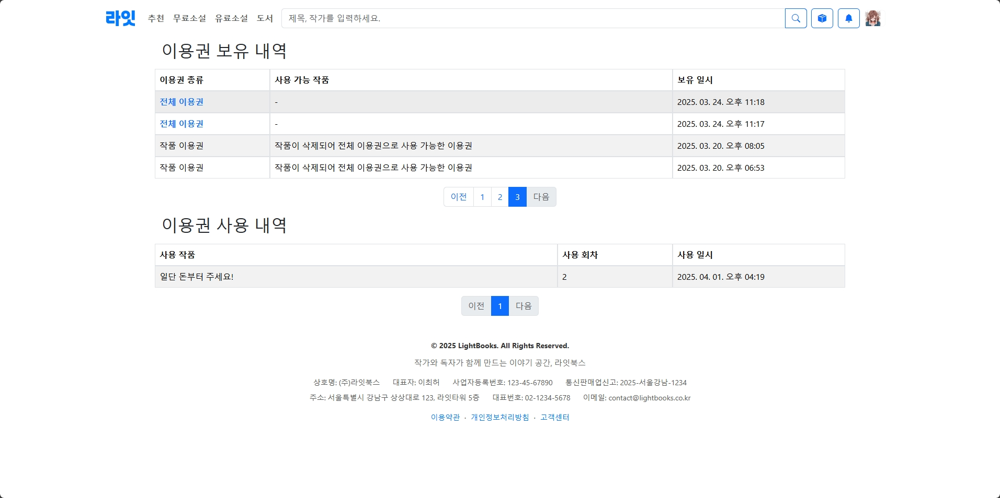 라잇 추천 무료소설 유료소설 도서 제목, 작가를 입력하세요.
이용권 보유 내역
이용권 종류 사용 가능 작품 보유 일시
전체 이용권 - 2025. 03. 24. 오후 11:18
전체 이용권 - 2025. 03. 24. 오후 11:17
작품 이용권 작품이 삭제되어 전체 이용권으로 사용 가능한 이용권 2025. 03. 20. 오후 08:05
작품 이용권 작품이 삭제되어 전체 이용권으로 사용 가능한 이용권 2025. 03. 20. 오후 06:53
이전 1 2 3 다음
이용권 사용 내역
사용 작품 사용 회차 사용 일시
일단 돈부터 주세요! 2 2025. 04. 01. 오후 04:19
이전 1 다음
© 2025 LightBooks. All Rights Reserved.
작가와 독자가 함께 만드는 이야기 공간, 라잇북스
상호명: (주)라잇북스 대표자: 이최허 사업자등록번호: 123-45-67890 통신판매업신고: 2025-서울강남-1234
주소: 서울특별시 강남구 상상대로 123, 라잇타워 5층 대표번호: 02-1234-5678 이메일: contact@lightbooks.co.kr
이용약관 · 개인정보처리방침 · 고객센터